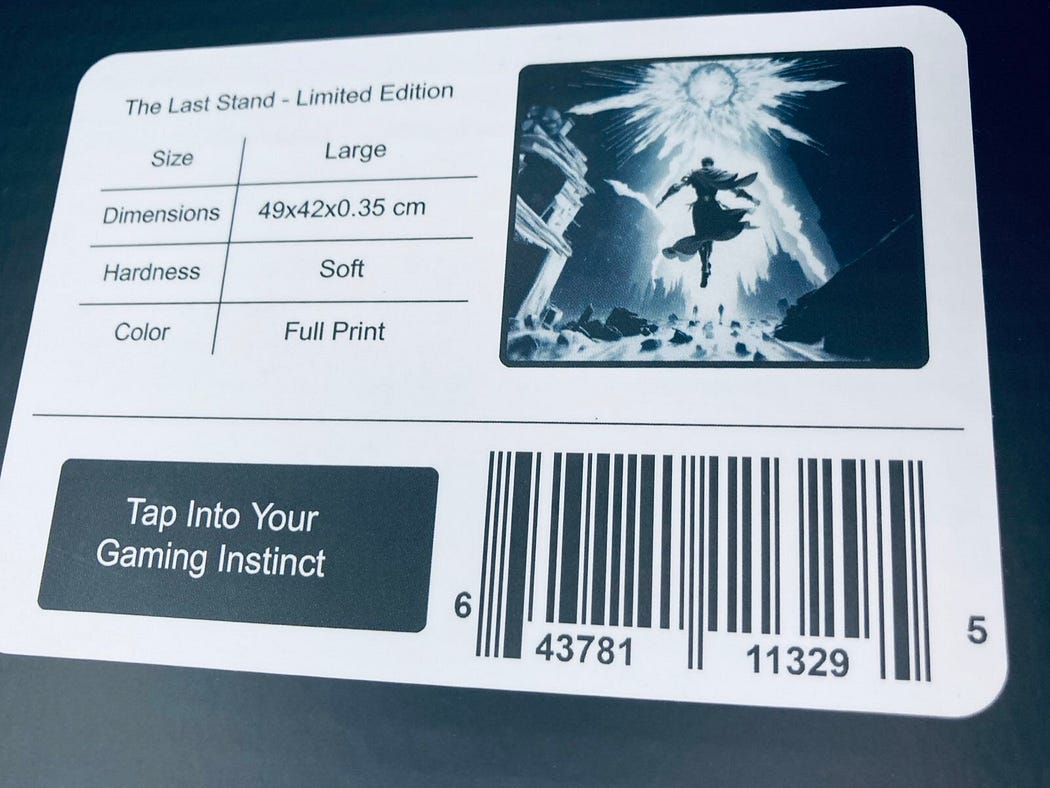 The Last Stand - Limited Edition
Size Large
Dimensions 49x42x0.35 cm
Hardness Soft
Color Full Print
Tap Into Your
Gaming Instinct
6 43781 11329 5